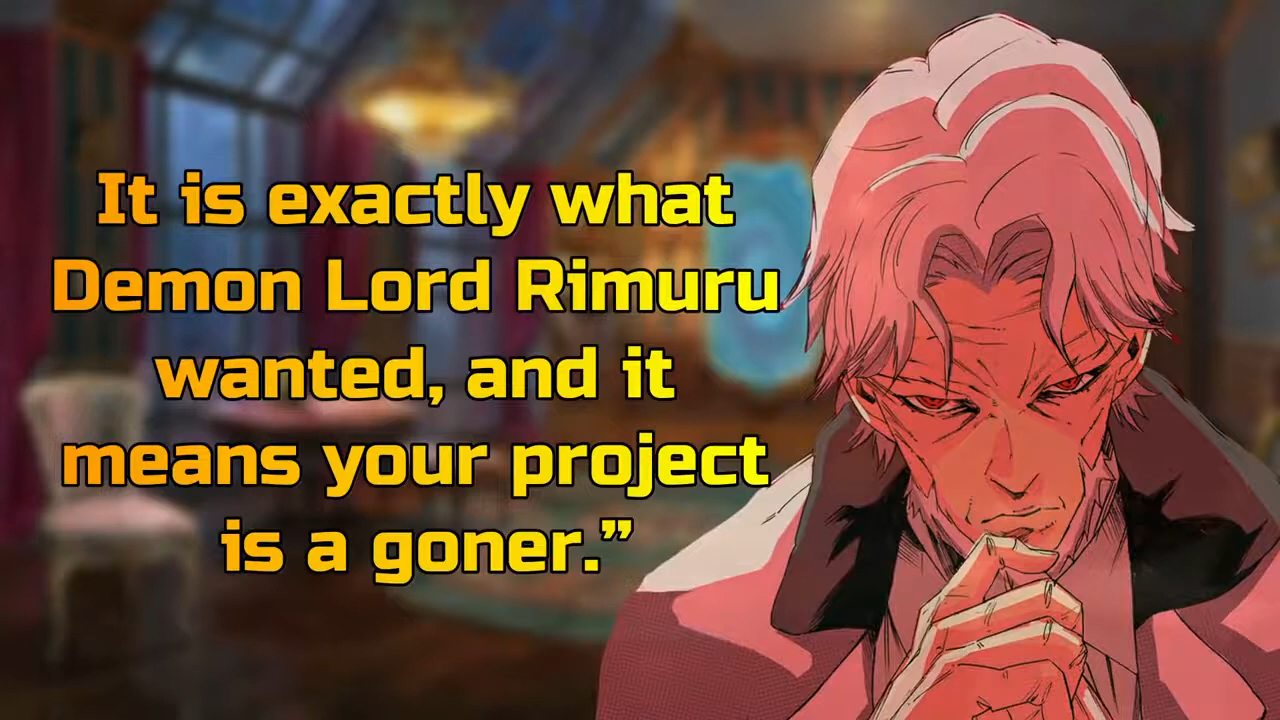 It is exactly what
Demon Lord Rimuru
wanted, and it
means your project
is a goner.”